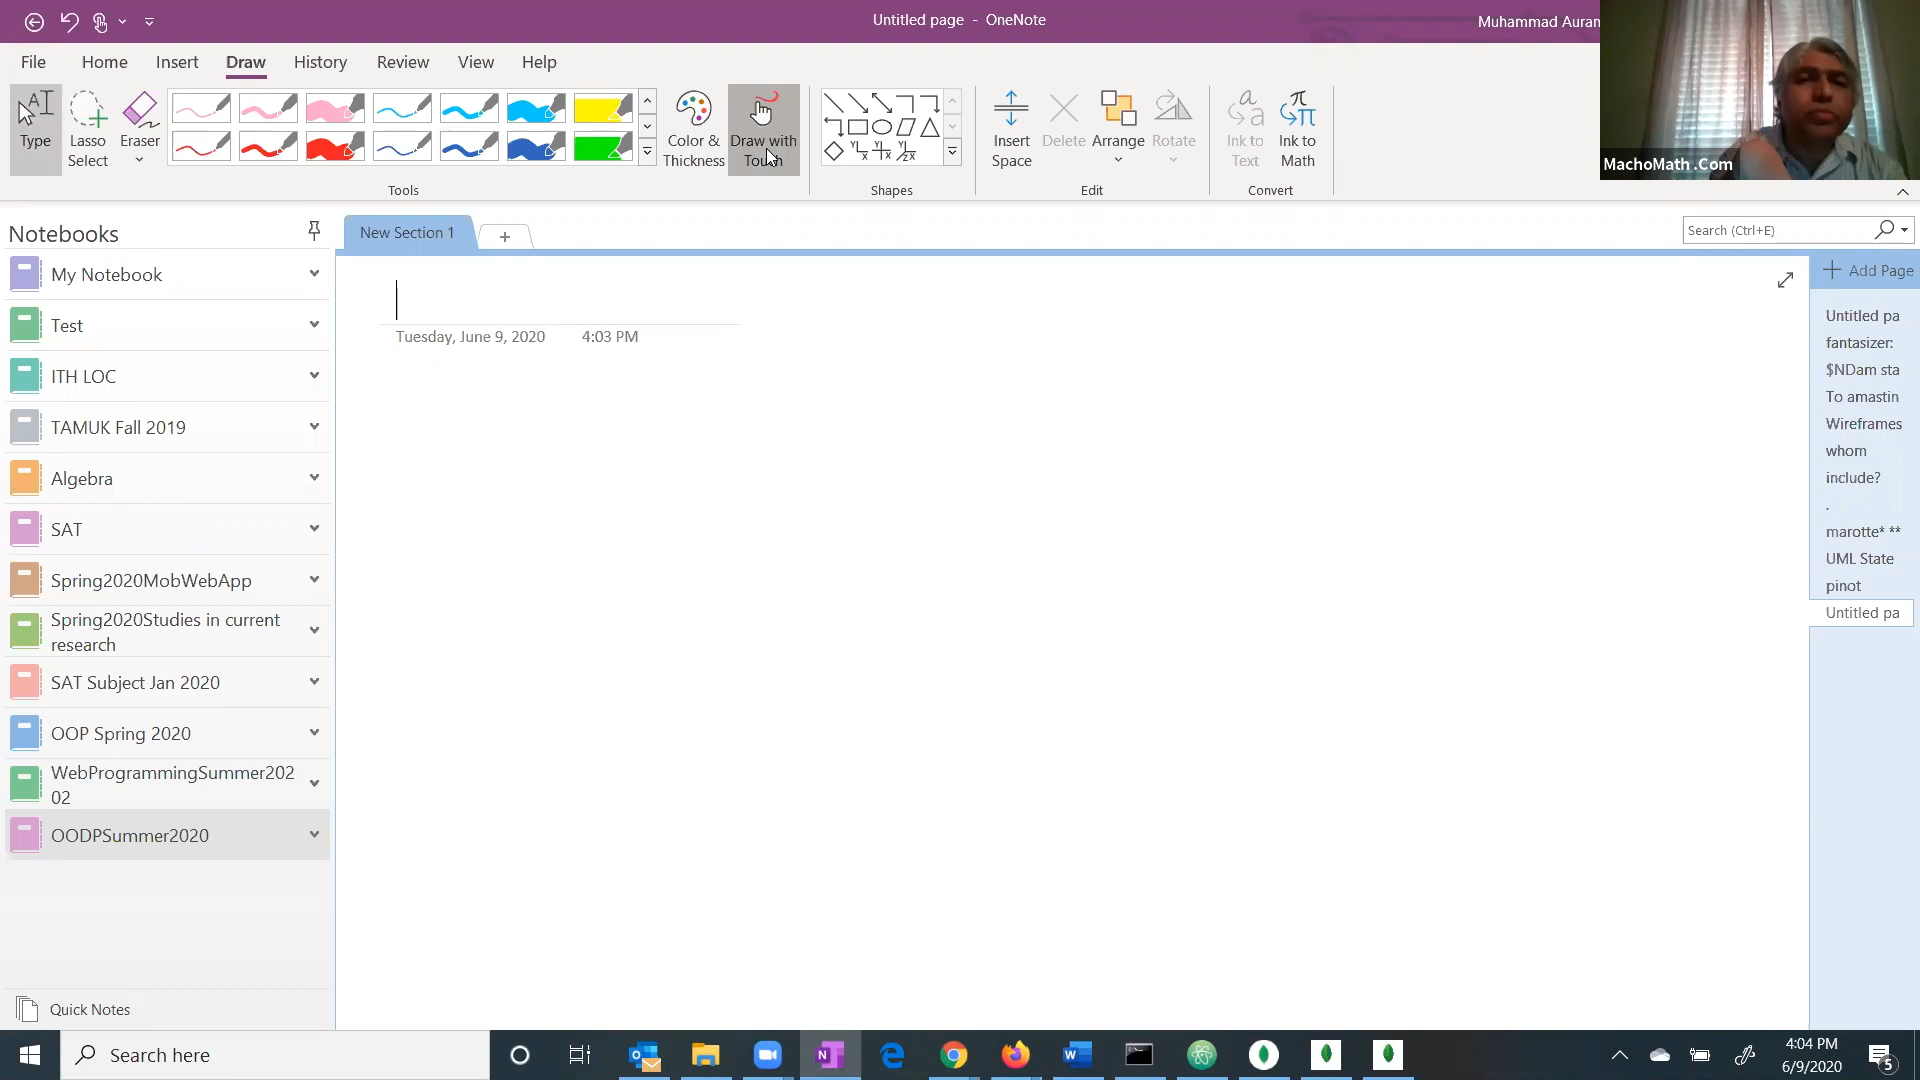 Untitled page - OneNote
Muhammad Auran
File Home Insert Draw History Review View Help
Type
Lasso
Select
Eraser
Color &
Thickness
Draw with
Touch
Insert
Space
Delete
Arrange
Rotate
Ink to
Text
Ink to
Math
Tools
Shapes
Edit
Convert
MachoMath .Com
Notebooks
My Notebook
Test
ITH LOC
TAMUK Fall 2019
Algebra
SAT
Spring2020MobWebApp
Spring2020Studies in current
research
SAT Subject Jan 2020
OOP Spring 2020
WebProgrammingSummer202
02
OODPSummer2020
Quick Notes
New Section 1
Search (Ctrl+E)
Tuesday, June 9, 2020 4:03 PM
Add Page
Untitled pa
fantasizer:
$NDam sta
To amastin
Wireframes
whom
include?
.
marotte* **
UML State
pinot
Untitled pa
Search here
4:04 PM
6/9/2020
5